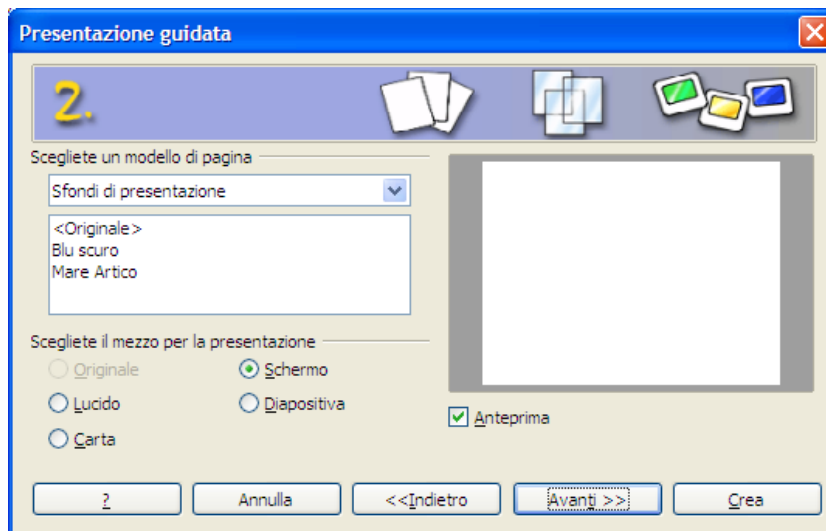 Presentazione guidata
2.
Scegliete un modello di pagina
Sfondi di presentazione
<Originale>
Blu scuro
Mare Artico
Scegliete il mezzo per la presentazione
Originale
Schermo
Lucido
Diapositiva
Carta
Anteprima
?
Annulla
<<Indietro
Avanti >>
Crea